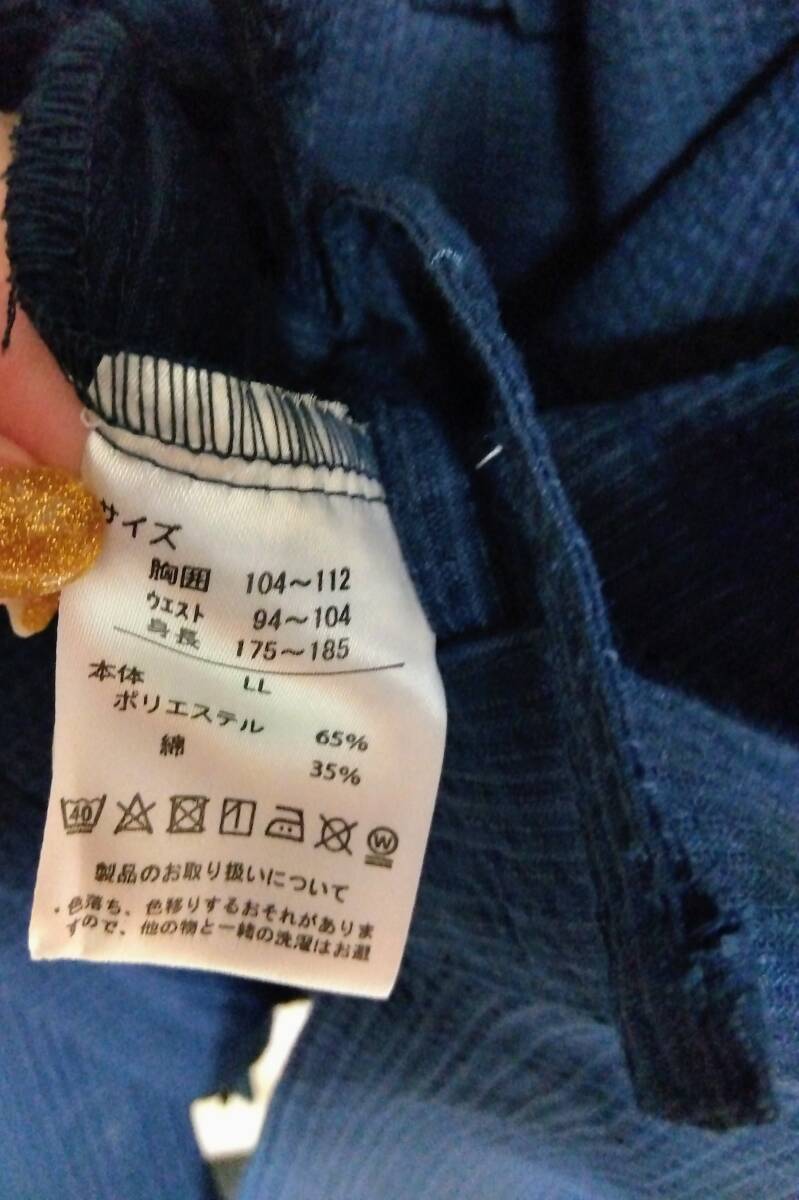 サイズ
胸囲 104～112
ウエスト 94～104
身長 175～185
LL
本体
ポリエステル 65%
綿 35%
40 W
製品のお取り扱いについて
・色落ち、色移りするおそれがありま
すので、他の物と一緒の洗濯はお避